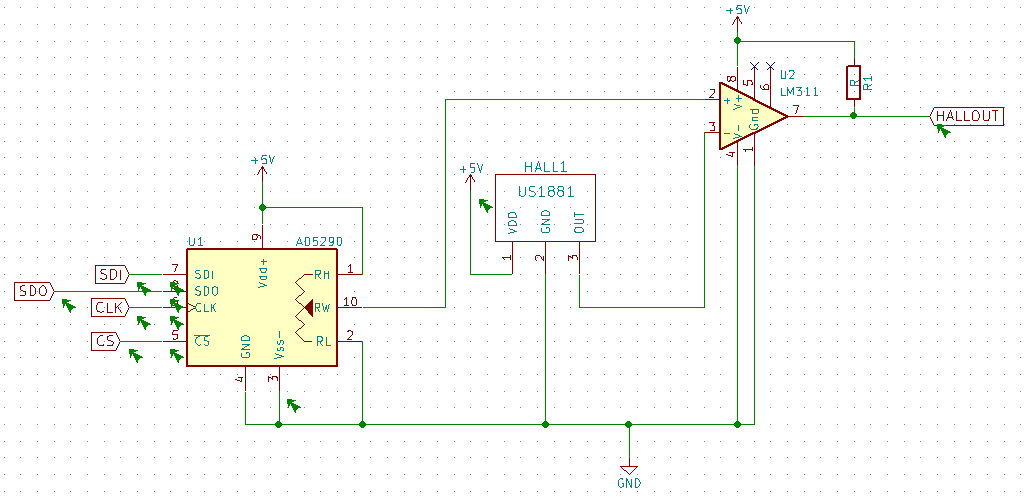 +5V
U2
LM311
8
5
6
2
+
V+
Gnd
7
3
-
V-
4
1
R
R1
HALLOUT
+5V
+5V
HALL1
US1881
VDD
GND
OUT
1
2
3
U1
AD5290
9
Vdd+
SDI
7
SDI
RH
1
SDO
SDO
CLK
CLK
RW
10
CS
5
CS
RL
2
GND
Vss-
4
3
GND